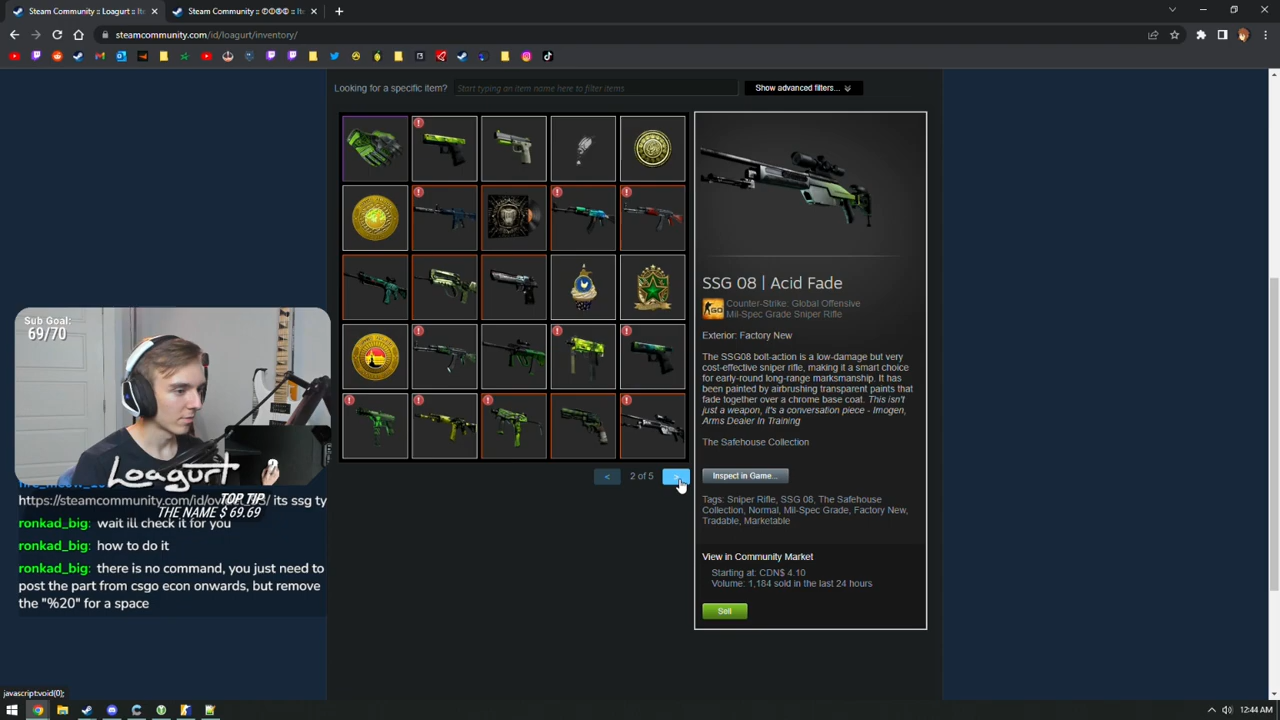 Steam Community :: Loagurt :: Ite
Steam Community :: ⓒⓞⓡⓔ :: It
steamcommunity.com/id/loagurt/inventory/
Looking for a specific item?
Start typing an item name here to filter items
Show advanced filters...
SSG 08 | Acid Fade
Counter-Strike: Global Offensive
Mil-Spec Grade Sniper Rifle
Exterior: Factory New
The SSG08 bolt-action is a low-damage but very
cost-effective sniper rifle, making it a smart choice
for early-round long-range marksmanship. It has
been painted by airbrushing transparent paints that
fade together over a chrome base coat. This isn't
just a weapon, it's a conversation piece - Imogen,
Arms Dealer In Training
The Safehouse Collection
< 2 of 5 >
Inspect in Game...
Tags: Sniper Rifle, SSG 08, The Safehouse
Collection, Normal, Mil-Spec Grade, Factory New,
Tradable, Marketable
View in Community Market
Starting at: CDN$ 4.10
Volume: 1,184 sold in the last 24 hours
Sell
Sub Goal:
69/70
Loagurt
TOP TIP
THE NAME $ 69.69
its ssg ty
ronkad_big: wait ill check it for you
ronkad_big: how to do it
ronkad_big: there is no command, you just need to
post the part from csgo econ onwards, but remove
the "%20" for a space
javascript:void(0);
12:44 AM